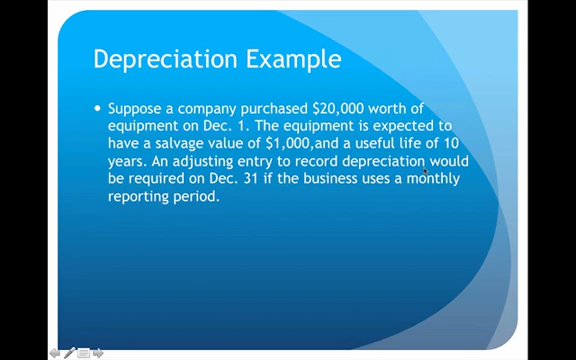 Depreciation Example
• Suppose a company purchased $20,000 worth of
equipment on Dec. 1. The equipment is expected to
have a salvage value of $1,000,and a useful life of 10
years. An adjusting entry to record depreciation would
be required on Dec. 31 if the business uses a monthly
reporting period.